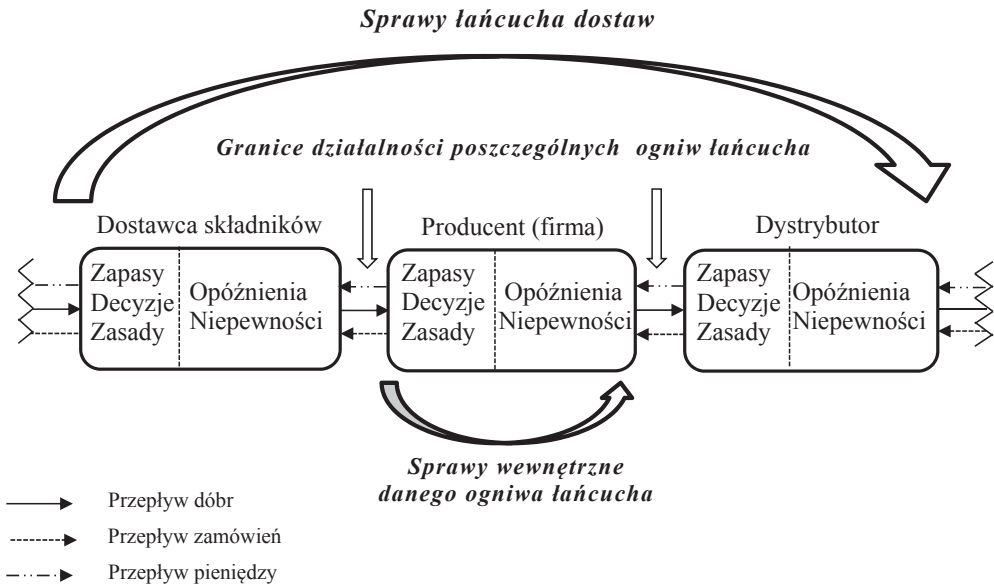 Sprawy łańcucha dostaw
Granice działalności poszczególnych ogniw łańcucha
Dostawca składników
Zapasy
Decyzje
Zasady
Opóźnienia
Niepewności
Producent (firma)
Zapasy
Decyzje
Zasady
Opóźnienia
Niepewności
Dystrybutor
Zapasy
Decyzje
Zasady
Opóźnienia
Niepewności
Sprawy wewnętrzne
danego ogniwa łańcucha
Przepływ dóbr
Przepływ zamówień
Przepływ pieniędzy